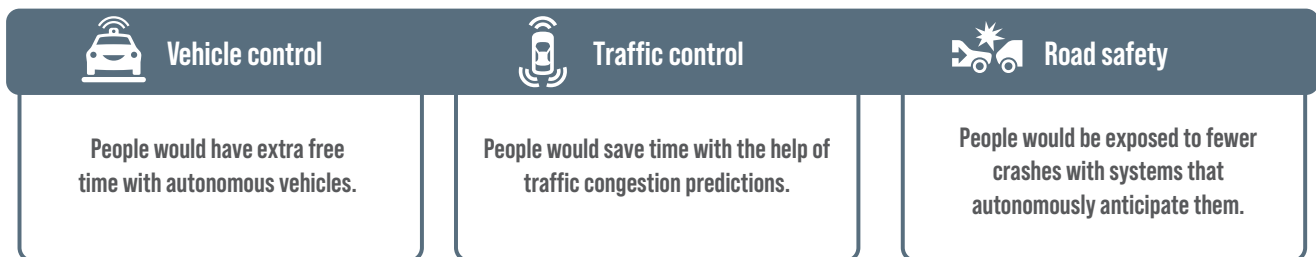 Vehicle control
People would have extra free
time with autonomous vehicles.
Traffic control
People would save time with the help of
traffic congestion predictions.
Road safety
People would be exposed to fewer
crashes with systems that
autonomously anticipate them.